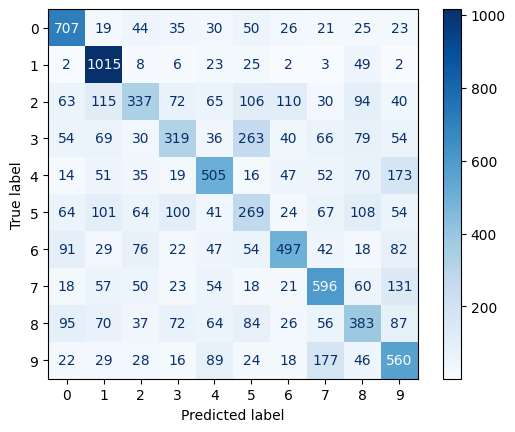 0 707 19 44 35 30 50 26 21 25 23
1 2 1015 8 6 23 25 2 3 49 2
2 63 115 337 72 65 106 110 30 94 40
3 54 69 30 319 36 263 40 66 79 54
4 14 51 35 19 505 16 47 52 70 173
5 64 101 64 100 41 269 24 67 108 54
6 91 29 76 22 47 54 497 42 18 82
7 18 57 50 23 54 18 21 596 60 131
8 95 70 37 72 64 84 26 56 383 87
9 22 29 28 16 89 24 18 177 46 560
0 1 2 3 4 5 6 7 8 9
Predicted label
True label
1000
800
600
400
200